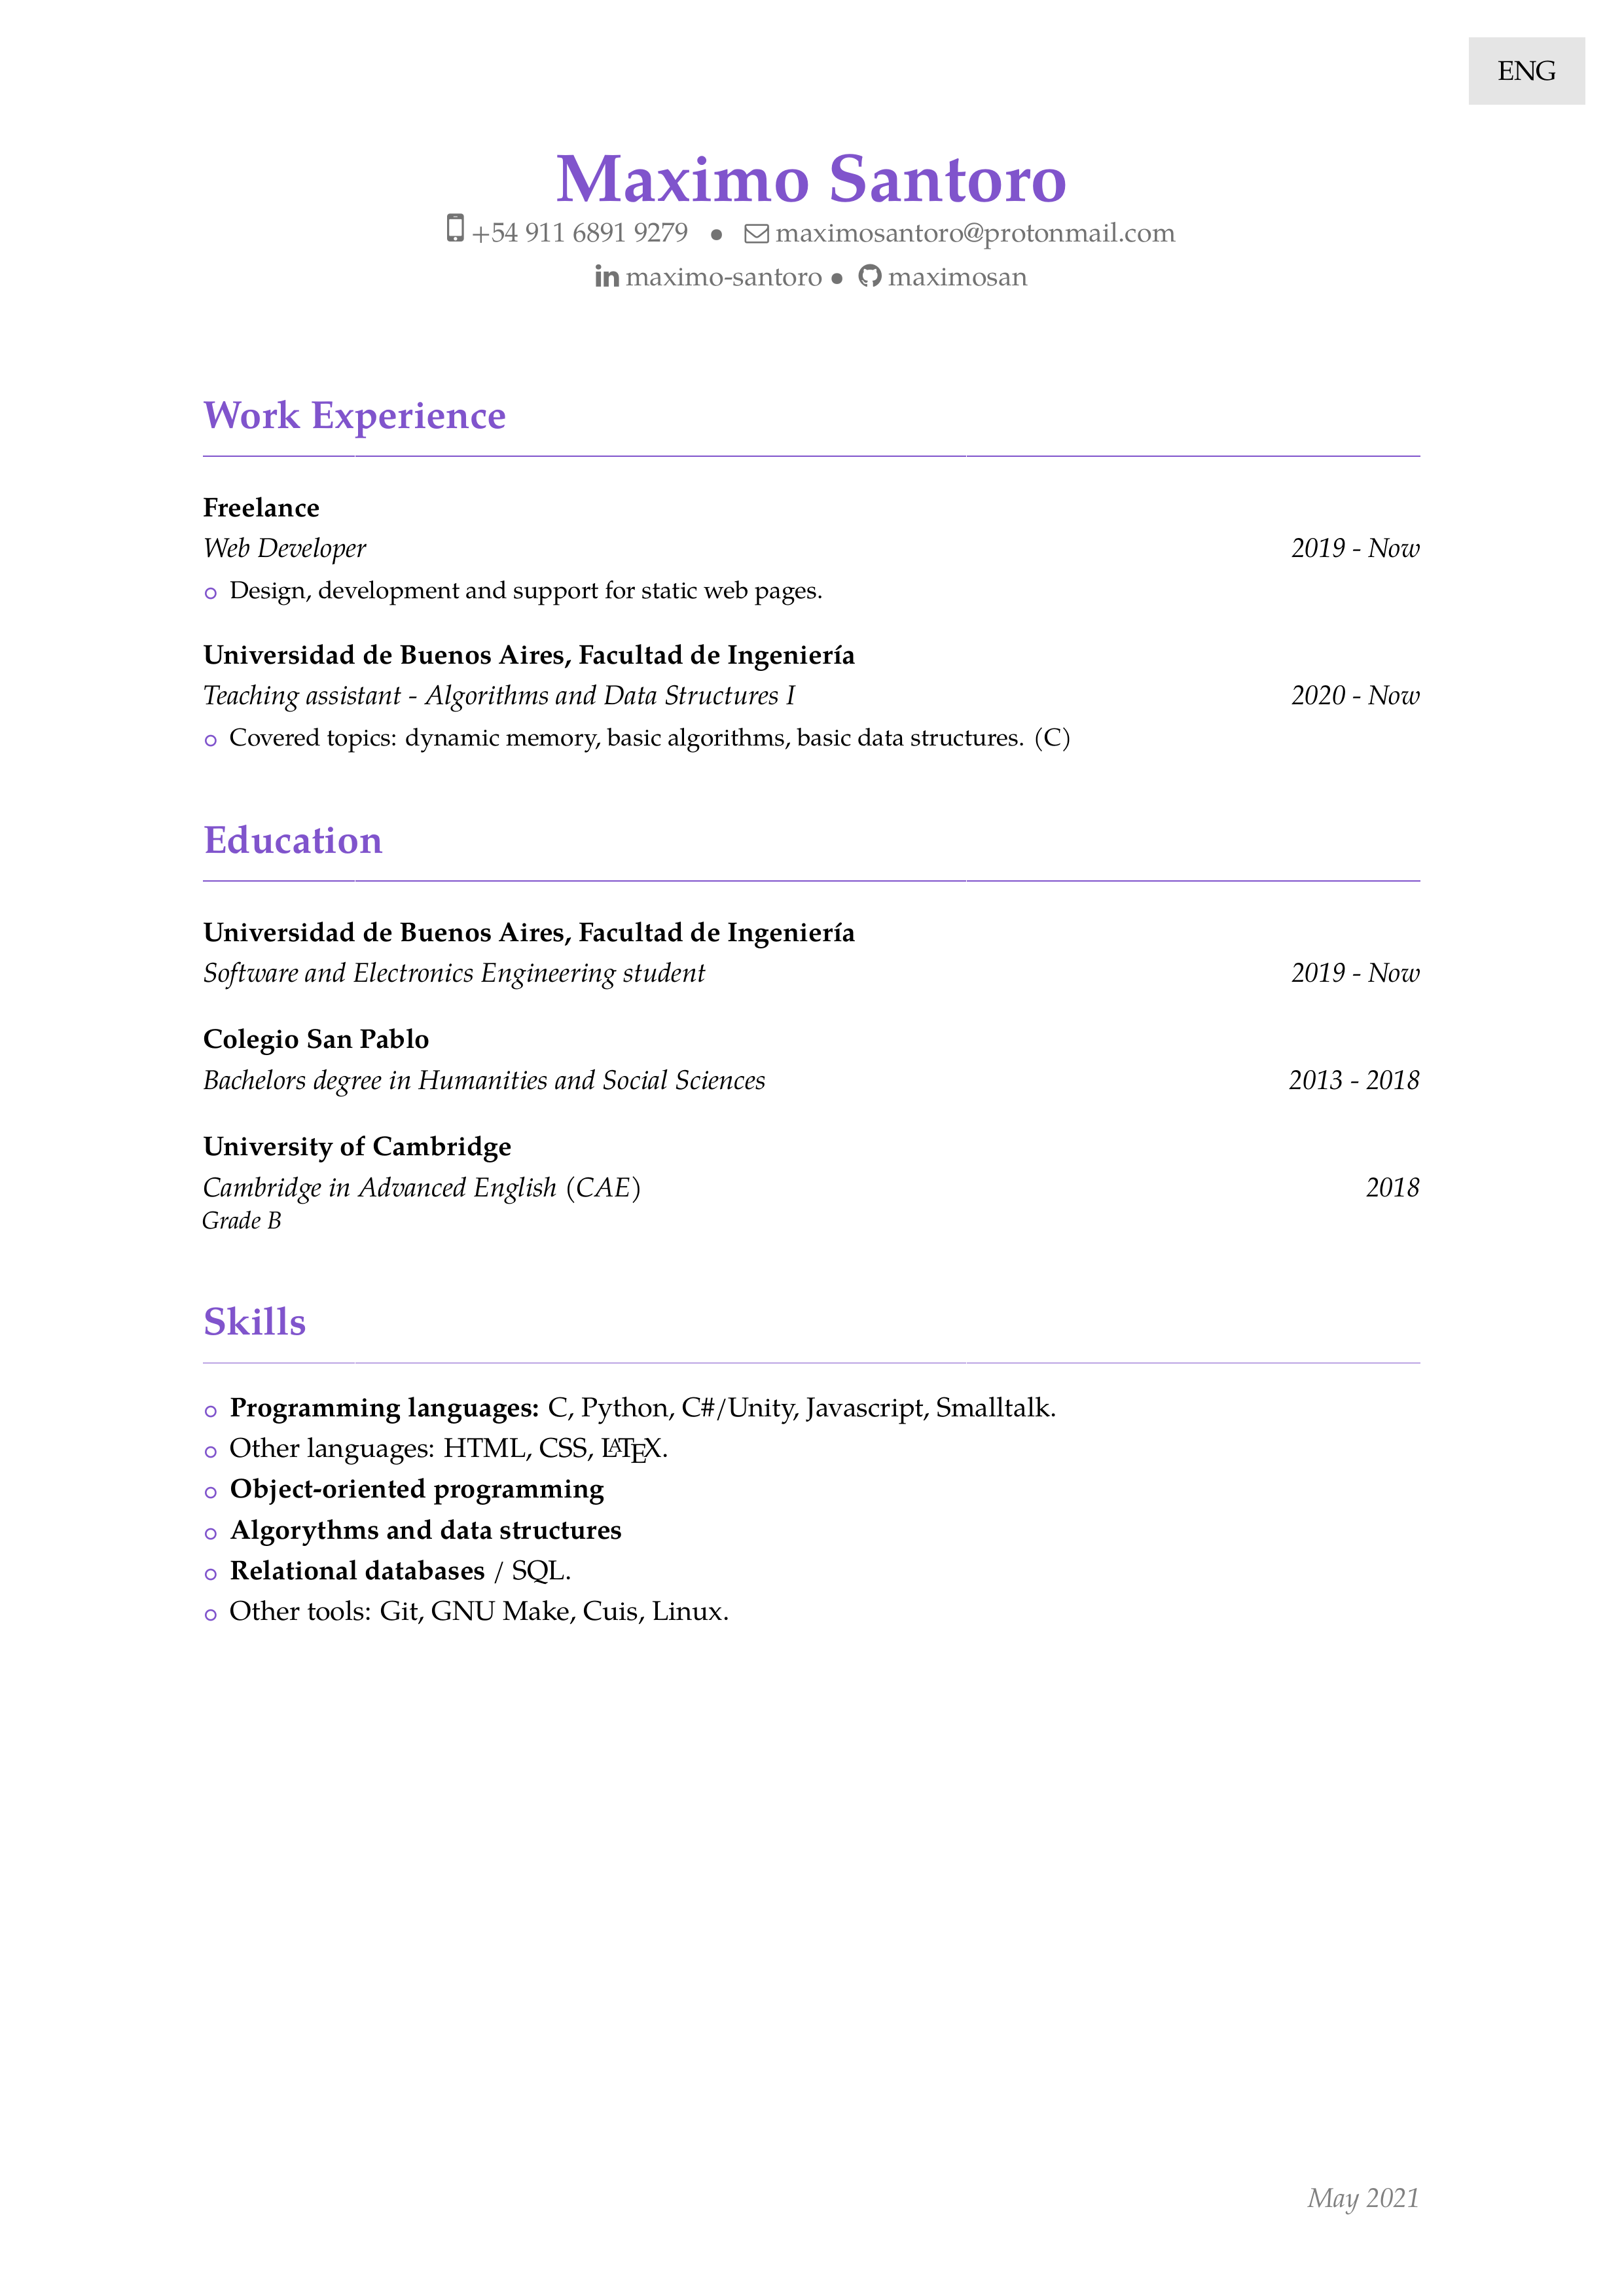 ENG
Maximo Santoro
+54 911 6891 9279 ● maximosantoro@protonmail.com
maximo-santoro ● maximosan
Work Experience
Freelance
Web Developer 2019 - Now
Design, development and support for static web pages.
Universidad de Buenos Aires, Facultad de Ingeniería
Teaching assistant - Algorithms and Data Structures I 2020 - Now
Covered topics: dynamic memory, basic algorithms, basic data structures. (C)
Education
Universidad de Buenos Aires, Facultad de Ingeniería
Software and Electronics Engineering student 2019 - Now
Colegio San Pablo
Bachelors degree in Humanities and Social Sciences 2013 - 2018
University of Cambridge
Cambridge in Advanced English (CAE) 2018
Grade B
Skills
Programming languages: C, Python, C#/Unity, Javascript, Smalltalk.
Other languages: HTML, CSS, LATEX.
Object-oriented programming
Algorythms and data structures
Relational databases / SQL.
Other tools: Git, GNU Make, Cuis, Linux.
May 2021